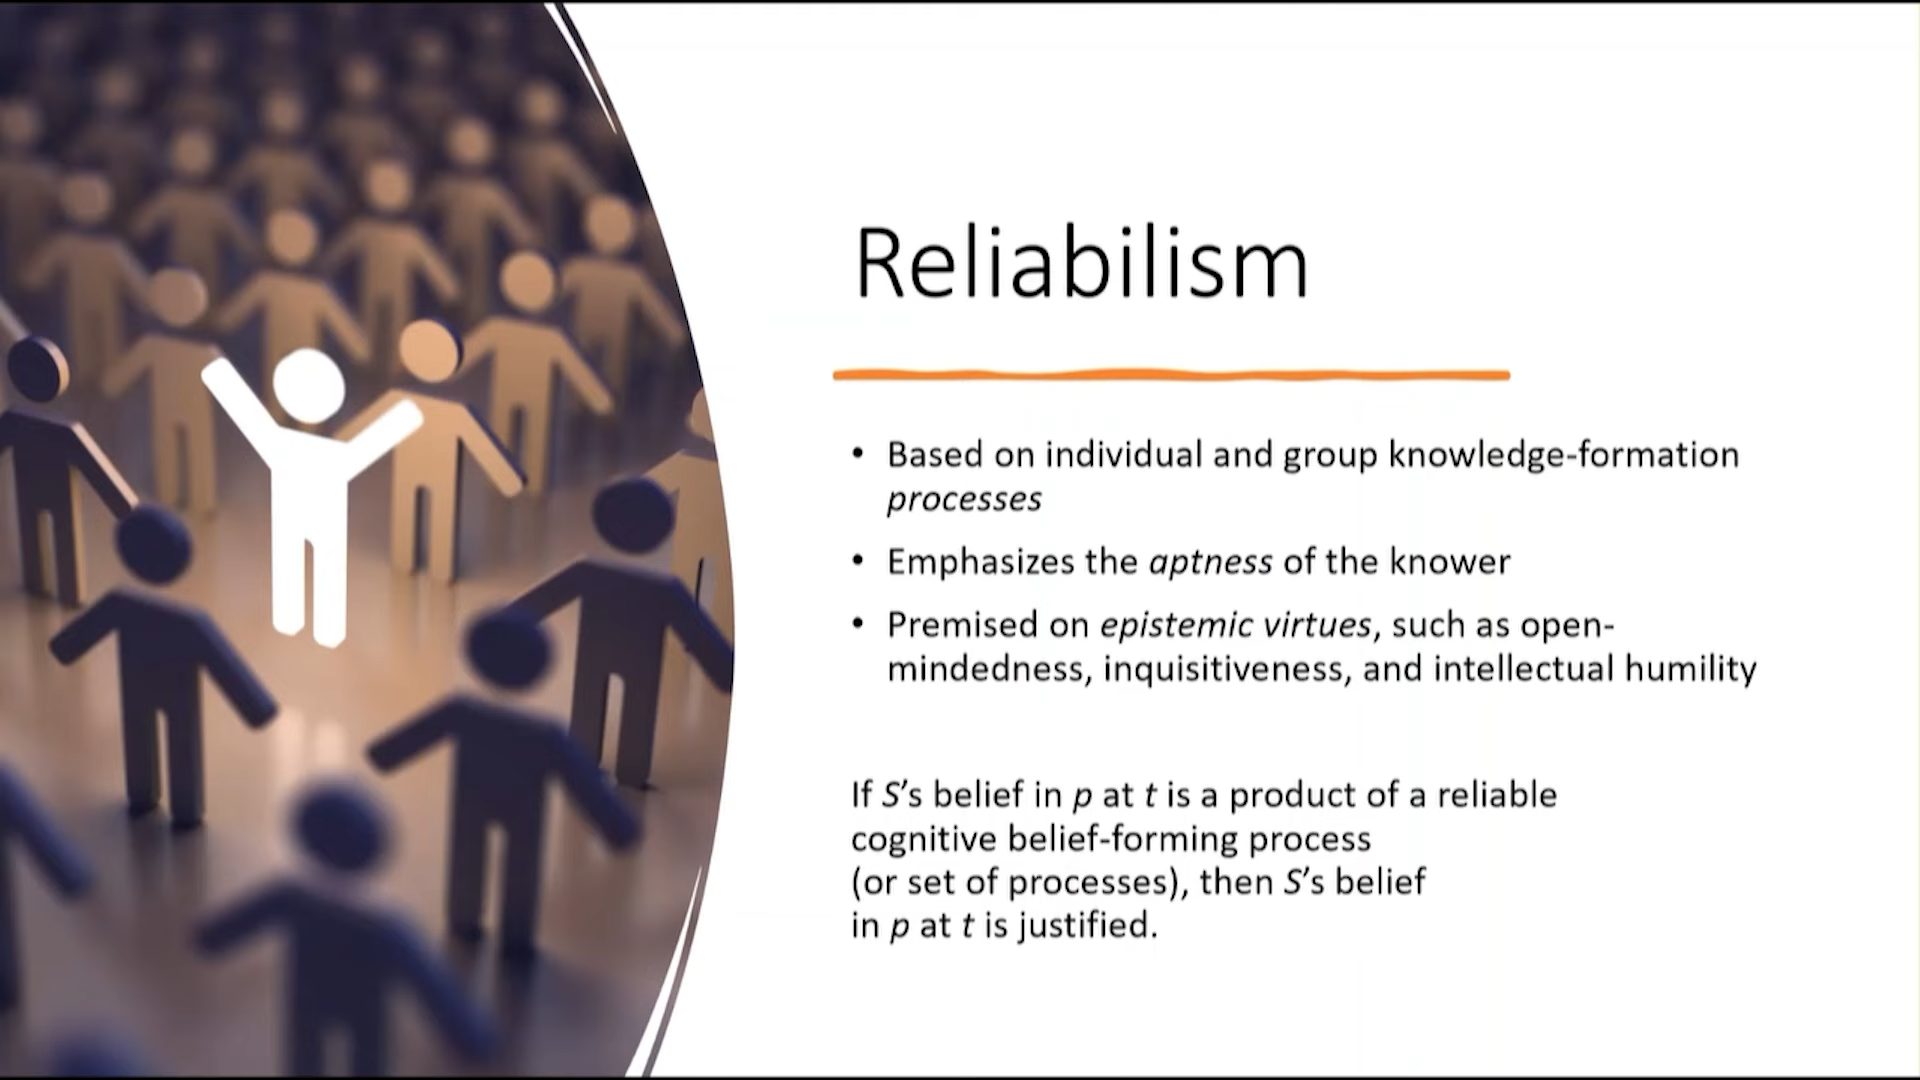 Reliabilism
• Based on individual and group knowledge-formation
processes
• Emphasizes the aptness of the knower
• Premised on epistemic virtues, such as open-
mindedness, inquisitiveness, and intellectual humility
If S’s belief in p at t is a product of a reliable
cognitive belief-forming process
(or set of processes), then S’s belief
in p at t is justified.